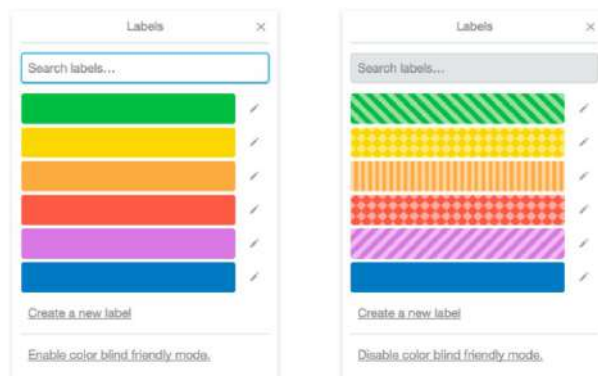 Labels ×
Search labels...
Create a new label
Enable color blind friendly mode.
Labels ×
Search labels...
Create a new label
Disable color blind friendly mode.